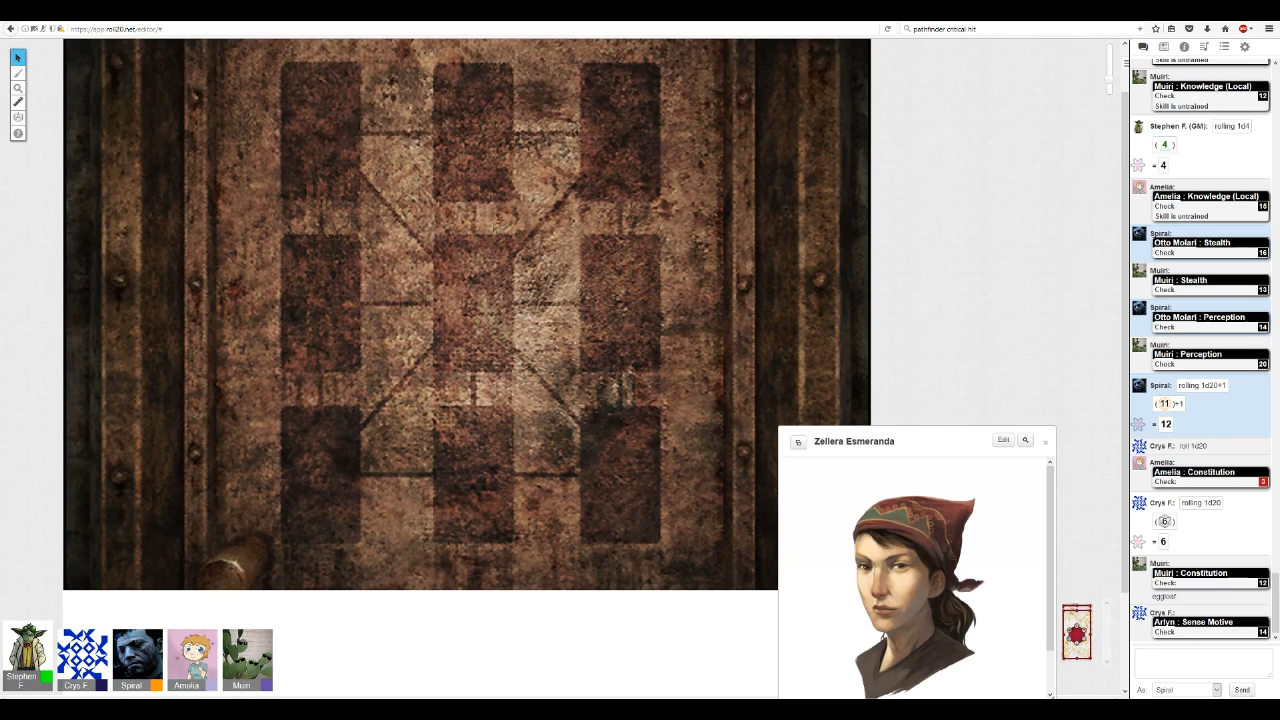 https://app.roll20.net/editor/#
pathfinder critical hit
Skill is untrained
Muiri:
Muiri : Knowledge (Local)
Check 12
Skill is untrained
Stephen F. (GM): rolling 1d4
( 4 )
= 4
Amelia:
Amelia : Knowledge (Local)
Check 16
Skill is untrained
Spiral:
Otto Molari : Stealth
Check 16
Muiri:
Muiri : Stealth
Check 13
Spiral:
Otto Molari : Perception
Check 14
Muiri:
Muiri : Perception
Check 20
Spiral: rolling 1d20+1
( 11 )+1
= 12
Crys F.: roll 1d20
Amelia:
Amelia : Constitution
Check: 3
Crys F.: rolling 1d20
( 6 )
= 6
Muiri:
Muiri : Constitution
Check: 12
eggloaf
Crys F.:
Arlyn : Sense Motive
Check 14
As: Spiral Send
Zellera Esmeranda Edit
Stephen F.
Crys F.
Spiral
Amelia
Muiri